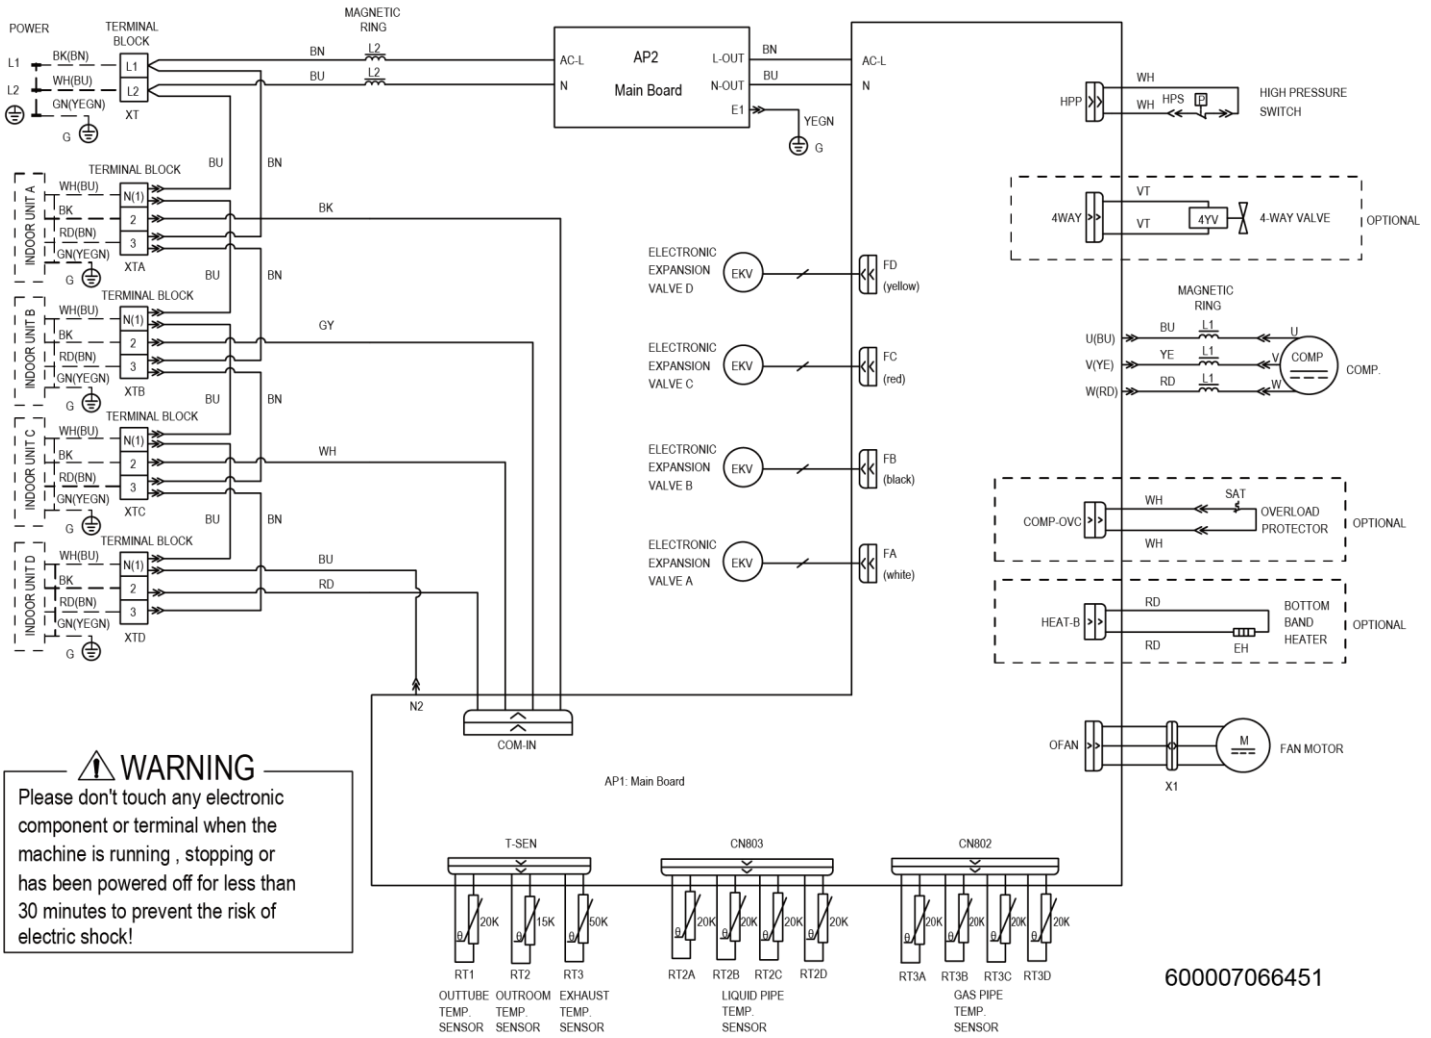 POWER
TERMINAL
BLOCK
L1
BK(BN)
L1
L2
WH(BU)
L2
GN(YEGN)
XT
G
MAGNETIC
RING
BN
L2
BU
L2
AC-L
AP2
L-OUT
N
Main Board
N-OUT
E1
BN
BU
YEGN
G
AC-L
N
BU
BN
TERMINAL BLOCK
INDOOR UNIT A
WH(BU)
N(1)
BK
2
RD(BN)
3
GN(YEGN)
XTA
G
BK
BU
BN
TERMINAL BLOCK
INDOOR UNIT B
WH(BU)
N(1)
BK
2
RD(BN)
3
GN(YEGN)
XTB
G
GY
BU
BN
TERMINAL BLOCK
INDOOR UNIT C
WH(BU)
N(1)
BK
2
RD(BN)
3
GN(YEGN)
XTC
G
WH
BU
BN
TERMINAL BLOCK
INDOOR UNIT D
WH(BU)
N(1)
BK
2
RD(BN)
3
GN(YEGN)
XTD
G
BU
RD
N2
COM-IN
ELECTRONIC
EXPANSION
VALVE D
EKV
FD
(yellow)
ELECTRONIC
EXPANSION
VALVE C
EKV
FC
(red)
ELECTRONIC
EXPANSION
VALVE B
EKV
FB
(black)
ELECTRONIC
EXPANSION
VALVE A
EKV
FA
(white)
HPP
WH
WH
HPS
P
HIGH PRESSURE
SWITCH
4WAY
VT
VT
4YV
4-WAY VALVE
OPTIONAL
MAGNETIC
RING
U(BU)
BU
L1
U
V(YE)
YE
L1
V
W(RD)
RD
L1
W
COMP
COMP.
COMP-OVC
WH
WH
SAT
OVERLOAD
PROTECTOR
OPTIONAL
HEAT-B
RD
RD
EH
BOTTOM
BAND
HEATER
OPTIONAL
OFAN
X1
M
FAN MOTOR
AP1: Main Board
WARNING
Please don't touch any electronic
component or terminal when the
machine is running , stopping or
has been powered off for less than
30 minutes to prevent the risk of
electric shock!
T-SEN
θ
20K
θ
15K
θ
50K
RT1
RT2
RT3
OUTTUBE
TEMP.
SENSOR
OUTROOM
TEMP.
SENSOR
EXHAUST
TEMP.
SENSOR
CN803
θ
20K
θ
20K
θ
20K
θ
20K
RT2A
RT2B
RT2C
RT2D
LIQUID PIPE
TEMP.
SENSOR
CN802
θ
20K
θ
20K
θ
20K
θ
20K
RT3A
RT3B
RT3C
RT3D
GAS PIPE
TEMP.
SENSOR
600007066451